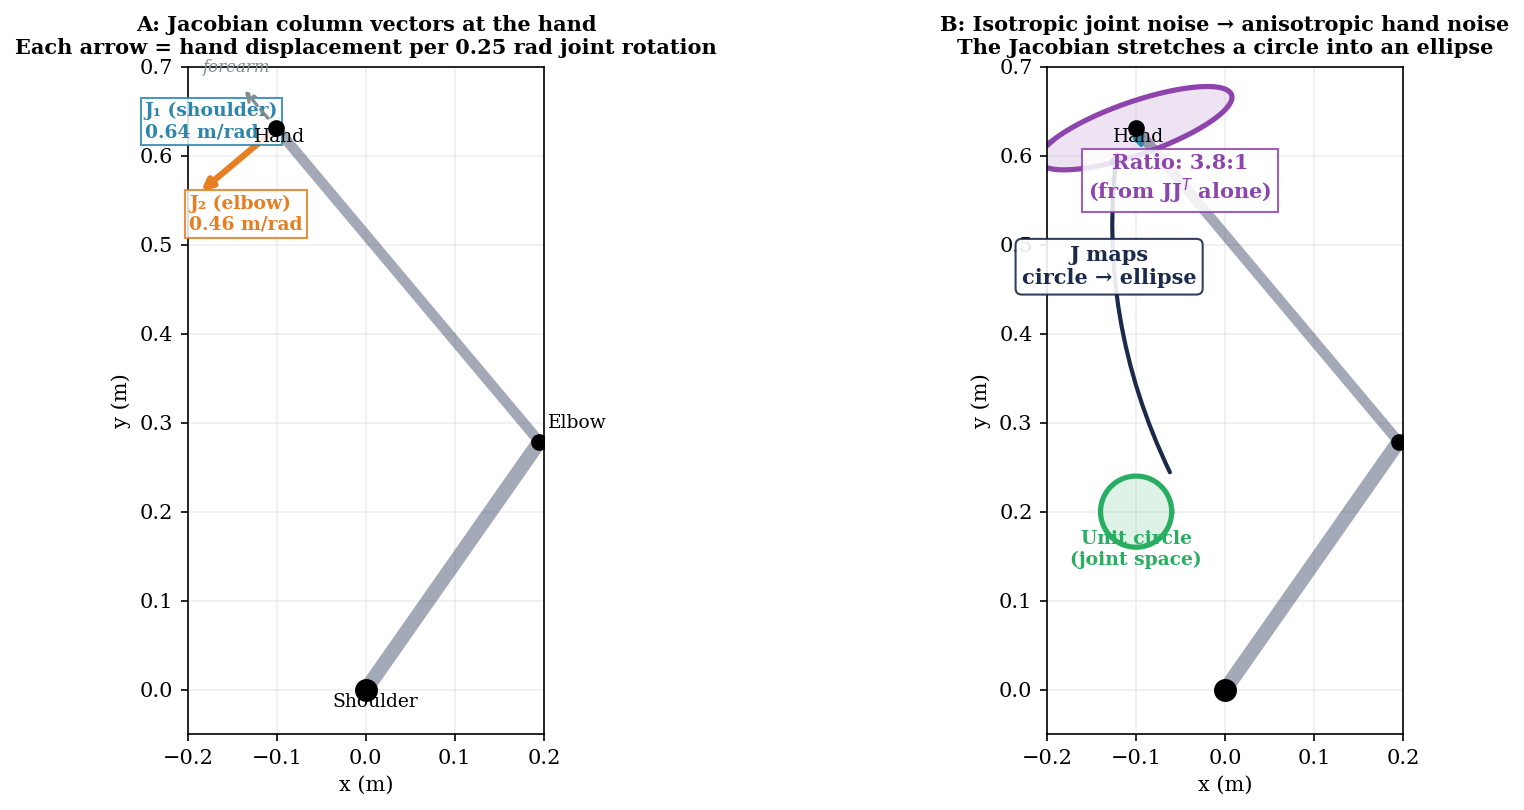 A: Jacobian column vectors at the hand
Each arrow = hand displacement per 0.25 rad joint rotation
forearm
J₁ (shoulder)
0.64 m/rad
Hand
J₂ (elbow)
0.46 m/rad
Elbow
Shoulder
0.7
0.6
0.5
0.4
0.3
0.2
0.1
0.0
y (m)
−0.2 −0.1 0.0 0.1 0.2
x (m)
B: Isotropic joint noise → anisotropic hand noise
The Jacobian stretches a circle into an ellipse
Hand
Ratio: 3.8:1
(from JJᵀ alone)
J maps
circle → ellipse
Unit circle
(joint space)
0.7
0.6
0.5
0.4
0.3
0.2
0.1
0.0
y (m)
−0.2 −0.1 0.0 0.1 0.2
x (m)